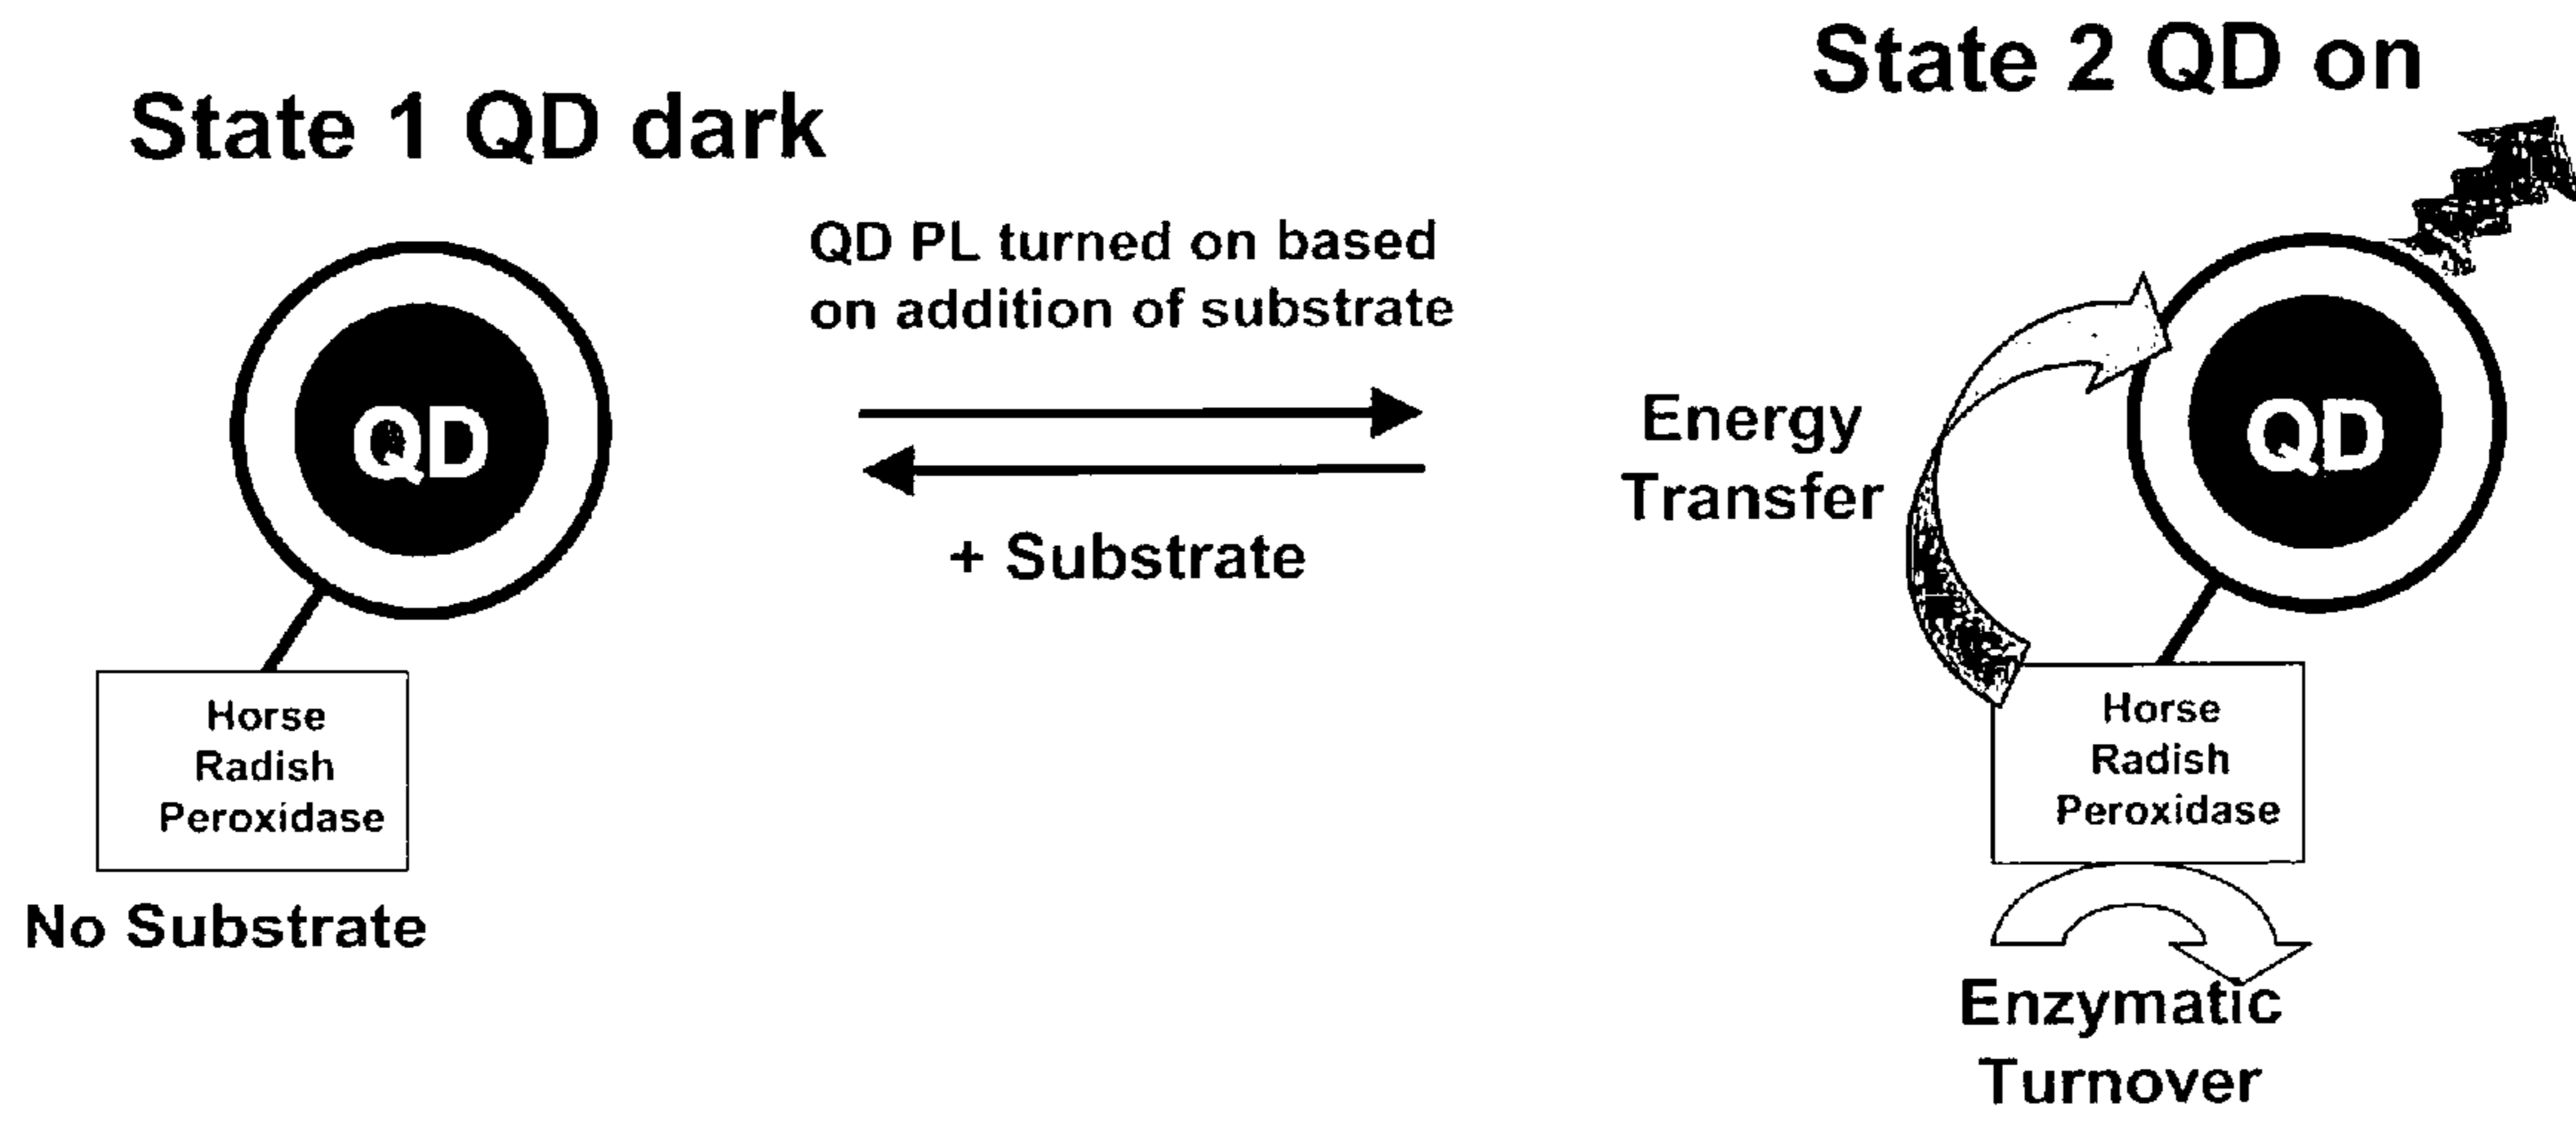 State 1 QD dark
State 2 QD on
QD PL turned on based
on addition of substrate
+ Substrate
QD
Horse
Radish
Peroxidase
No Substrate
Energy
Transfer
QD
Horse
Radish
Peroxidase
Enzymatic
Turnover